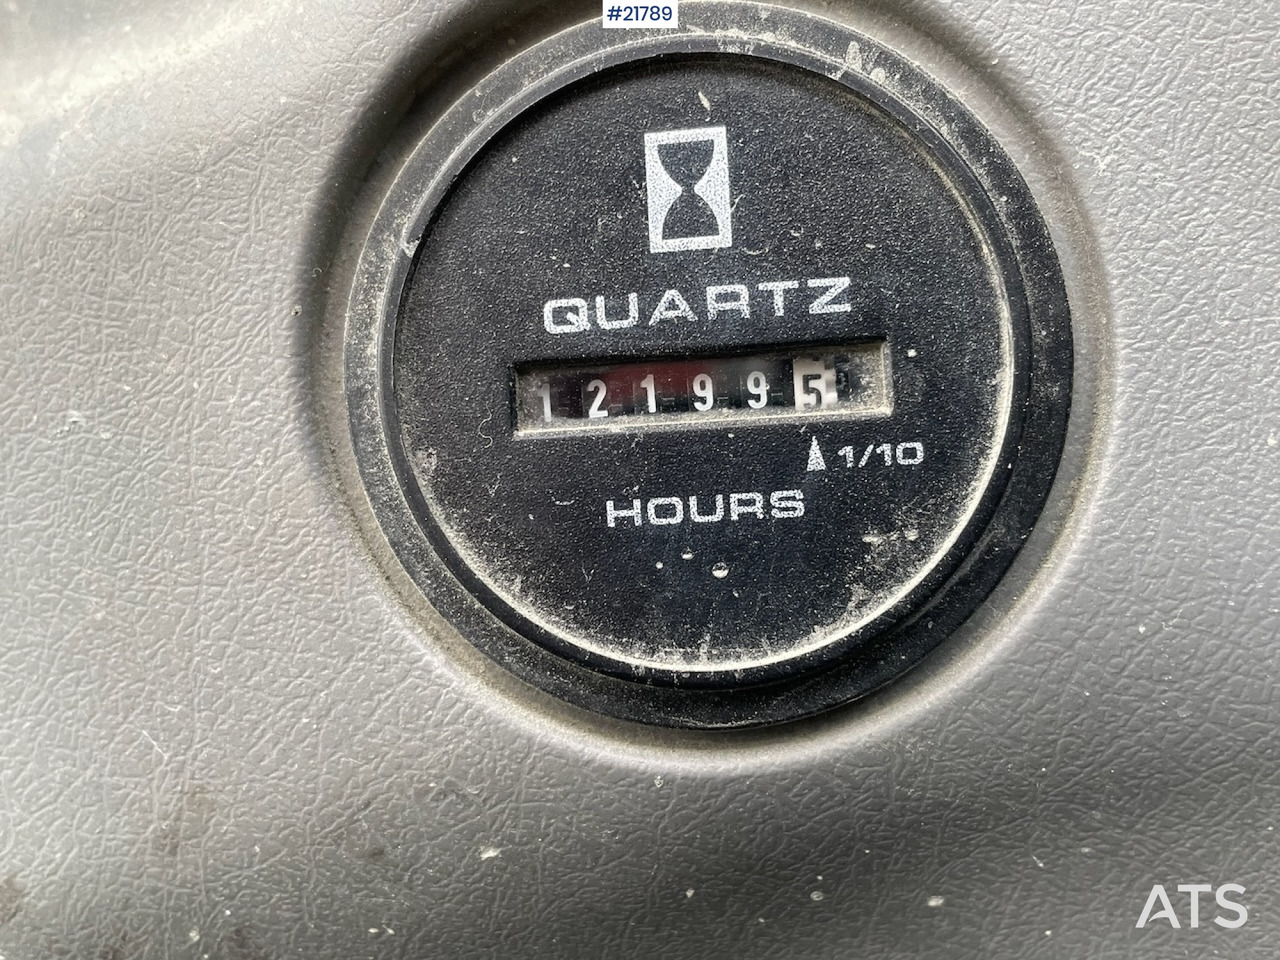 #21789
QUARTZ
121995
1/10
HOURS
ATS